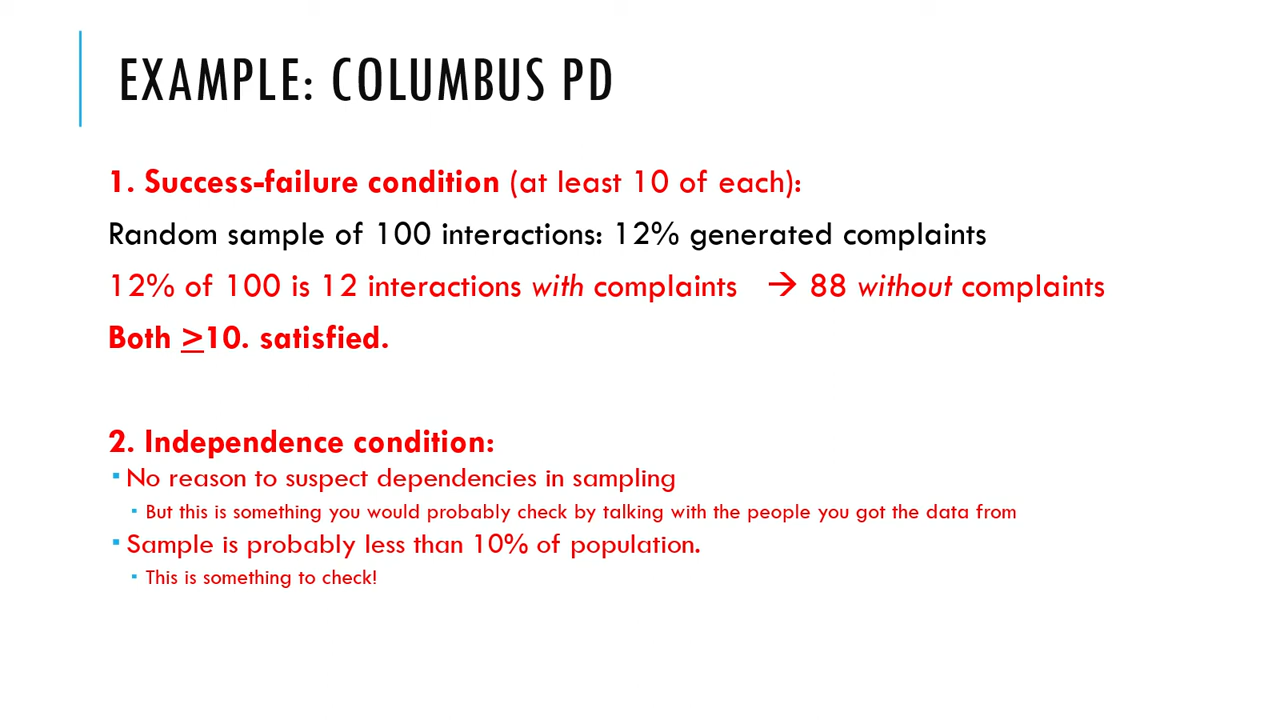 EXAMPLE: COLUMBUS PD
1. Success-failure condition (at least 10 of each):
Random sample of 100 interactions: 12% generated complaints
12% of 100 is 12 interactions with complaints → 88 without complaints
Both ≥10. satisfied.
2. Independence condition:
▪ No reason to suspect dependencies in sampling
▪ But this is something you would probably check by talking with the people you got the data from
▪ Sample is probably less than 10% of population.
▪ This is something to check!